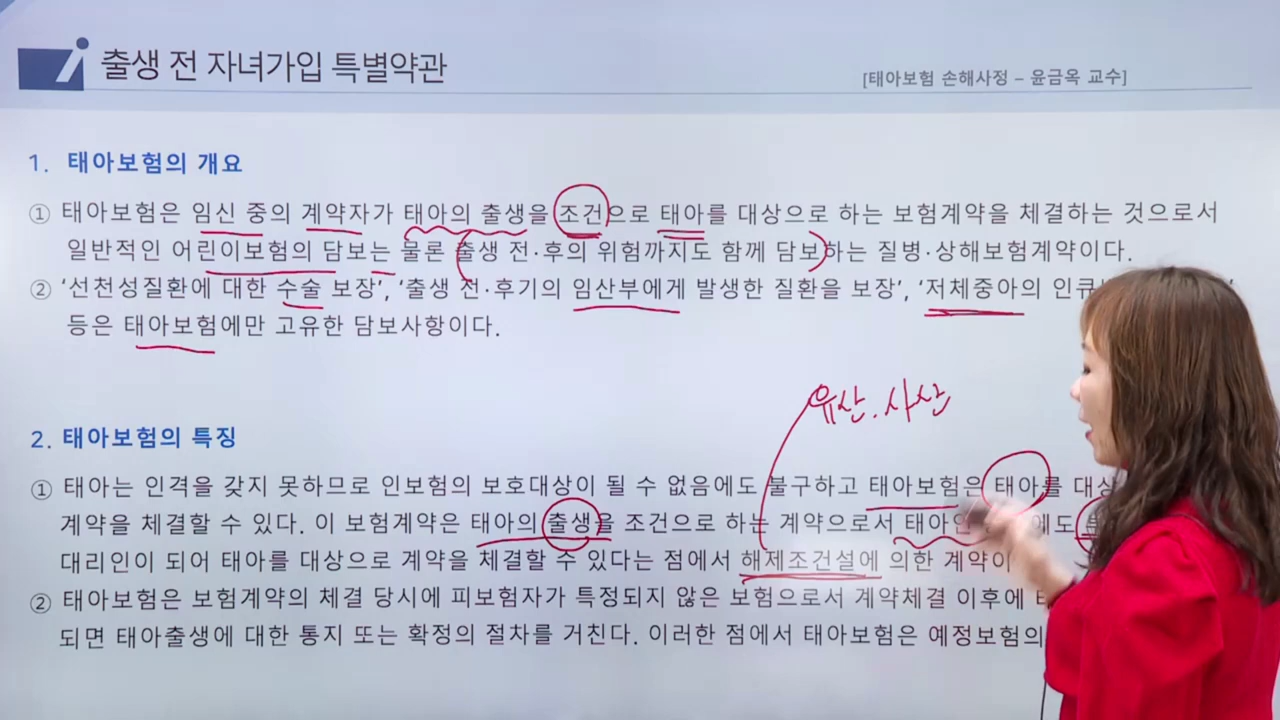 출생 전 자녀가입 특별약관
[태아보험 손해사정 – 윤금옥 교수]
1. 태아보험의 개요
① 태아보험은 임신 중의 계약자가 태아의 출생을 조건으로 태아를 대상으로 하는 보험계약을 체결하는 것으로서
일반적인 어린이보험의 담보는 물론 출생 전·후의 위험까지도 함께 담보하는 질병·상해보험계약이다.
② ‘선천성질환에 대한 수술 보장’, ‘출생 전·후기의 임산부에게 발생한 질환을 보장’, ‘저체중아의
등은 태아보험에만 고유한 담보사항이다.
유산.사산
2. 태아보험의 특징
① 태아는 인격을 갖지 못하므로 인보험의 보호대상이 될 수 없음에도 불구하고 태아보험은 태아를
계약을 체결할 수 있다. 이 보험계약은 태아의 출생을 조건으로 하는 계약으로서
대리인이 되어 태아를 대상으로 계약을 체결할 수 있다는 점에서 해제조건설에 의한 계약이
② 태아보험은 보험계약의 체결 당시에 피보험자가 특정되지 않은 보험으로서 계약체결 이후에
되면 태아출생에 대한 통지 또는 확정의 절차를 거친다. 이러한 점에서 태아보험은 예정보험의